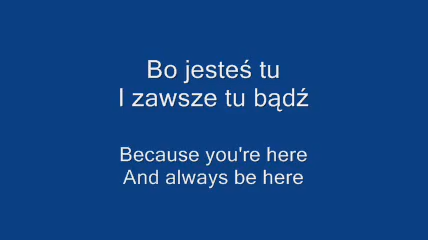 Bo jesteś tu
I zawsze tu bądź
Because you're here
And always be here